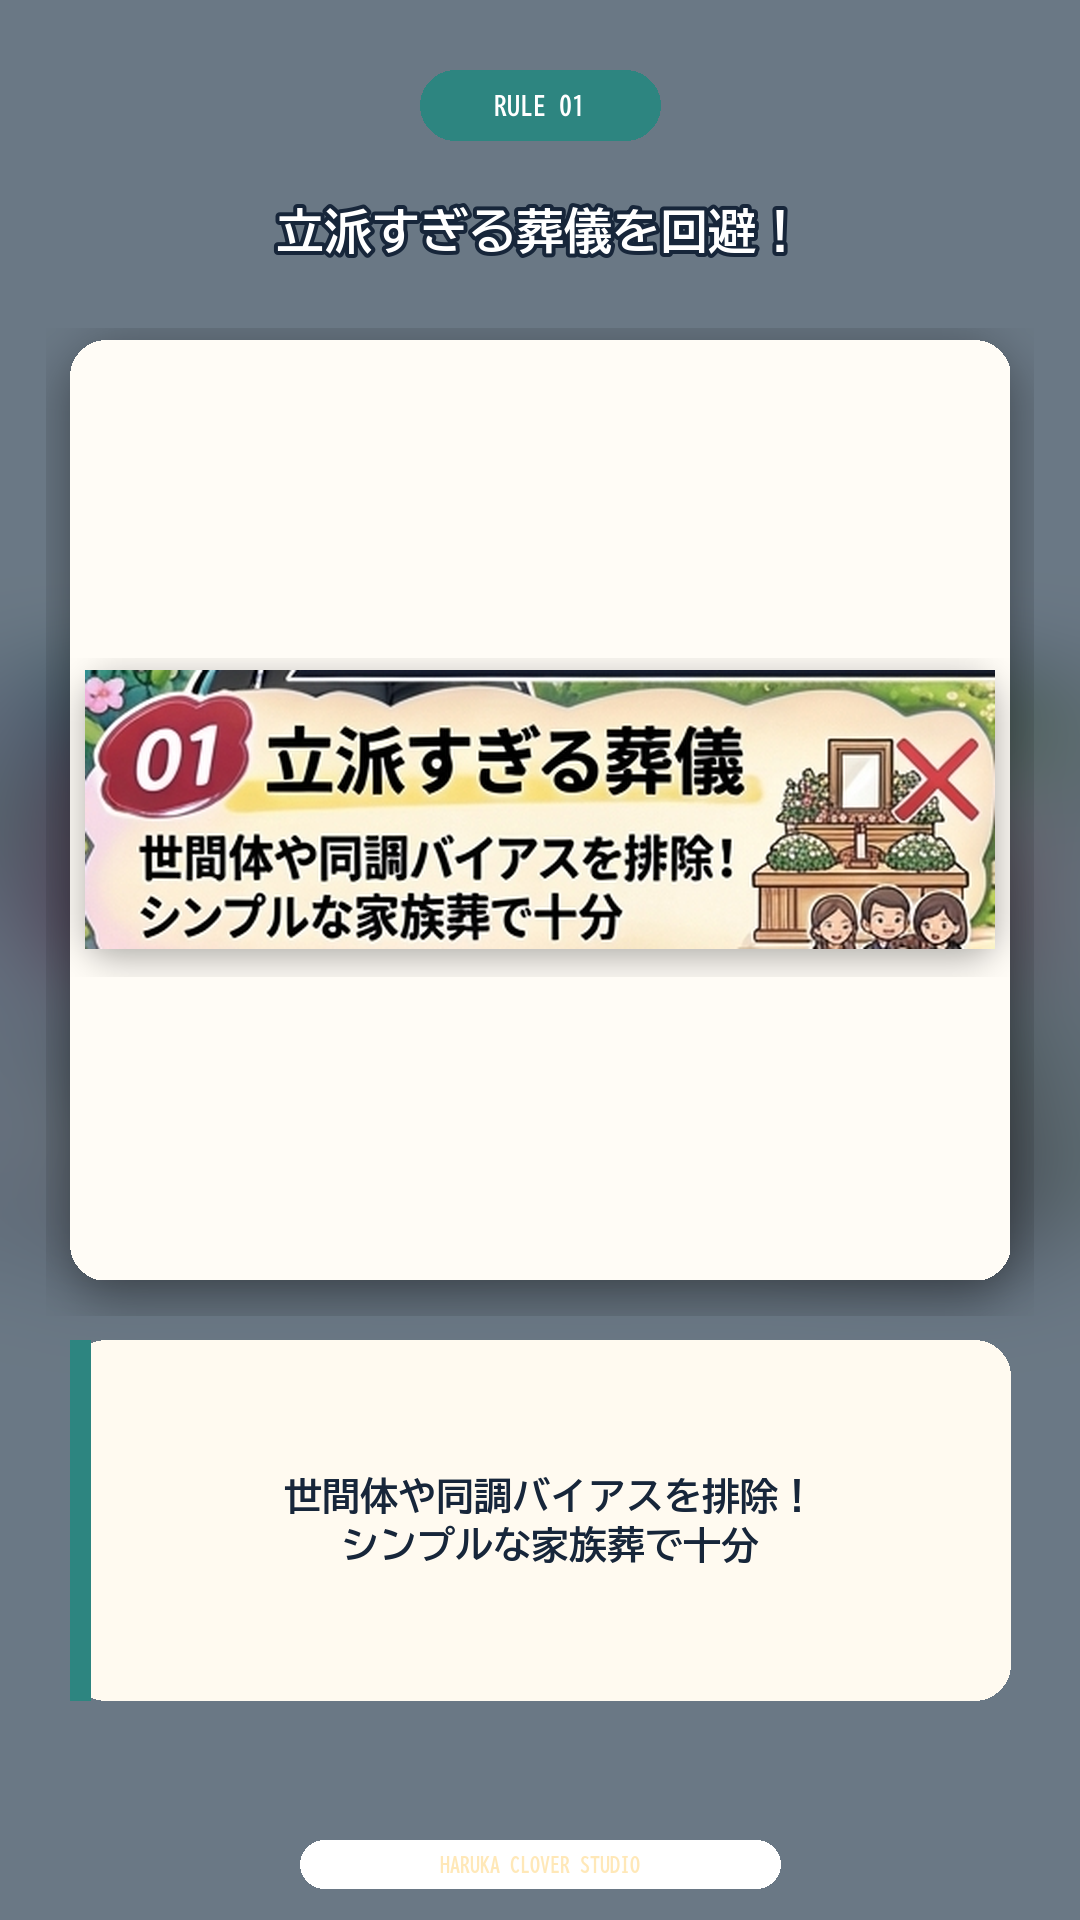 RULE 01
立派すぎる葬儀を回避！
01 立派すぎる葬儀
世間体や同調バイアスを排除！
シンプルな家族葬で十分
世間体や同調バイアスを排除！
シンプルな家族葬で十分
HARUKA CLOVER STUDIO